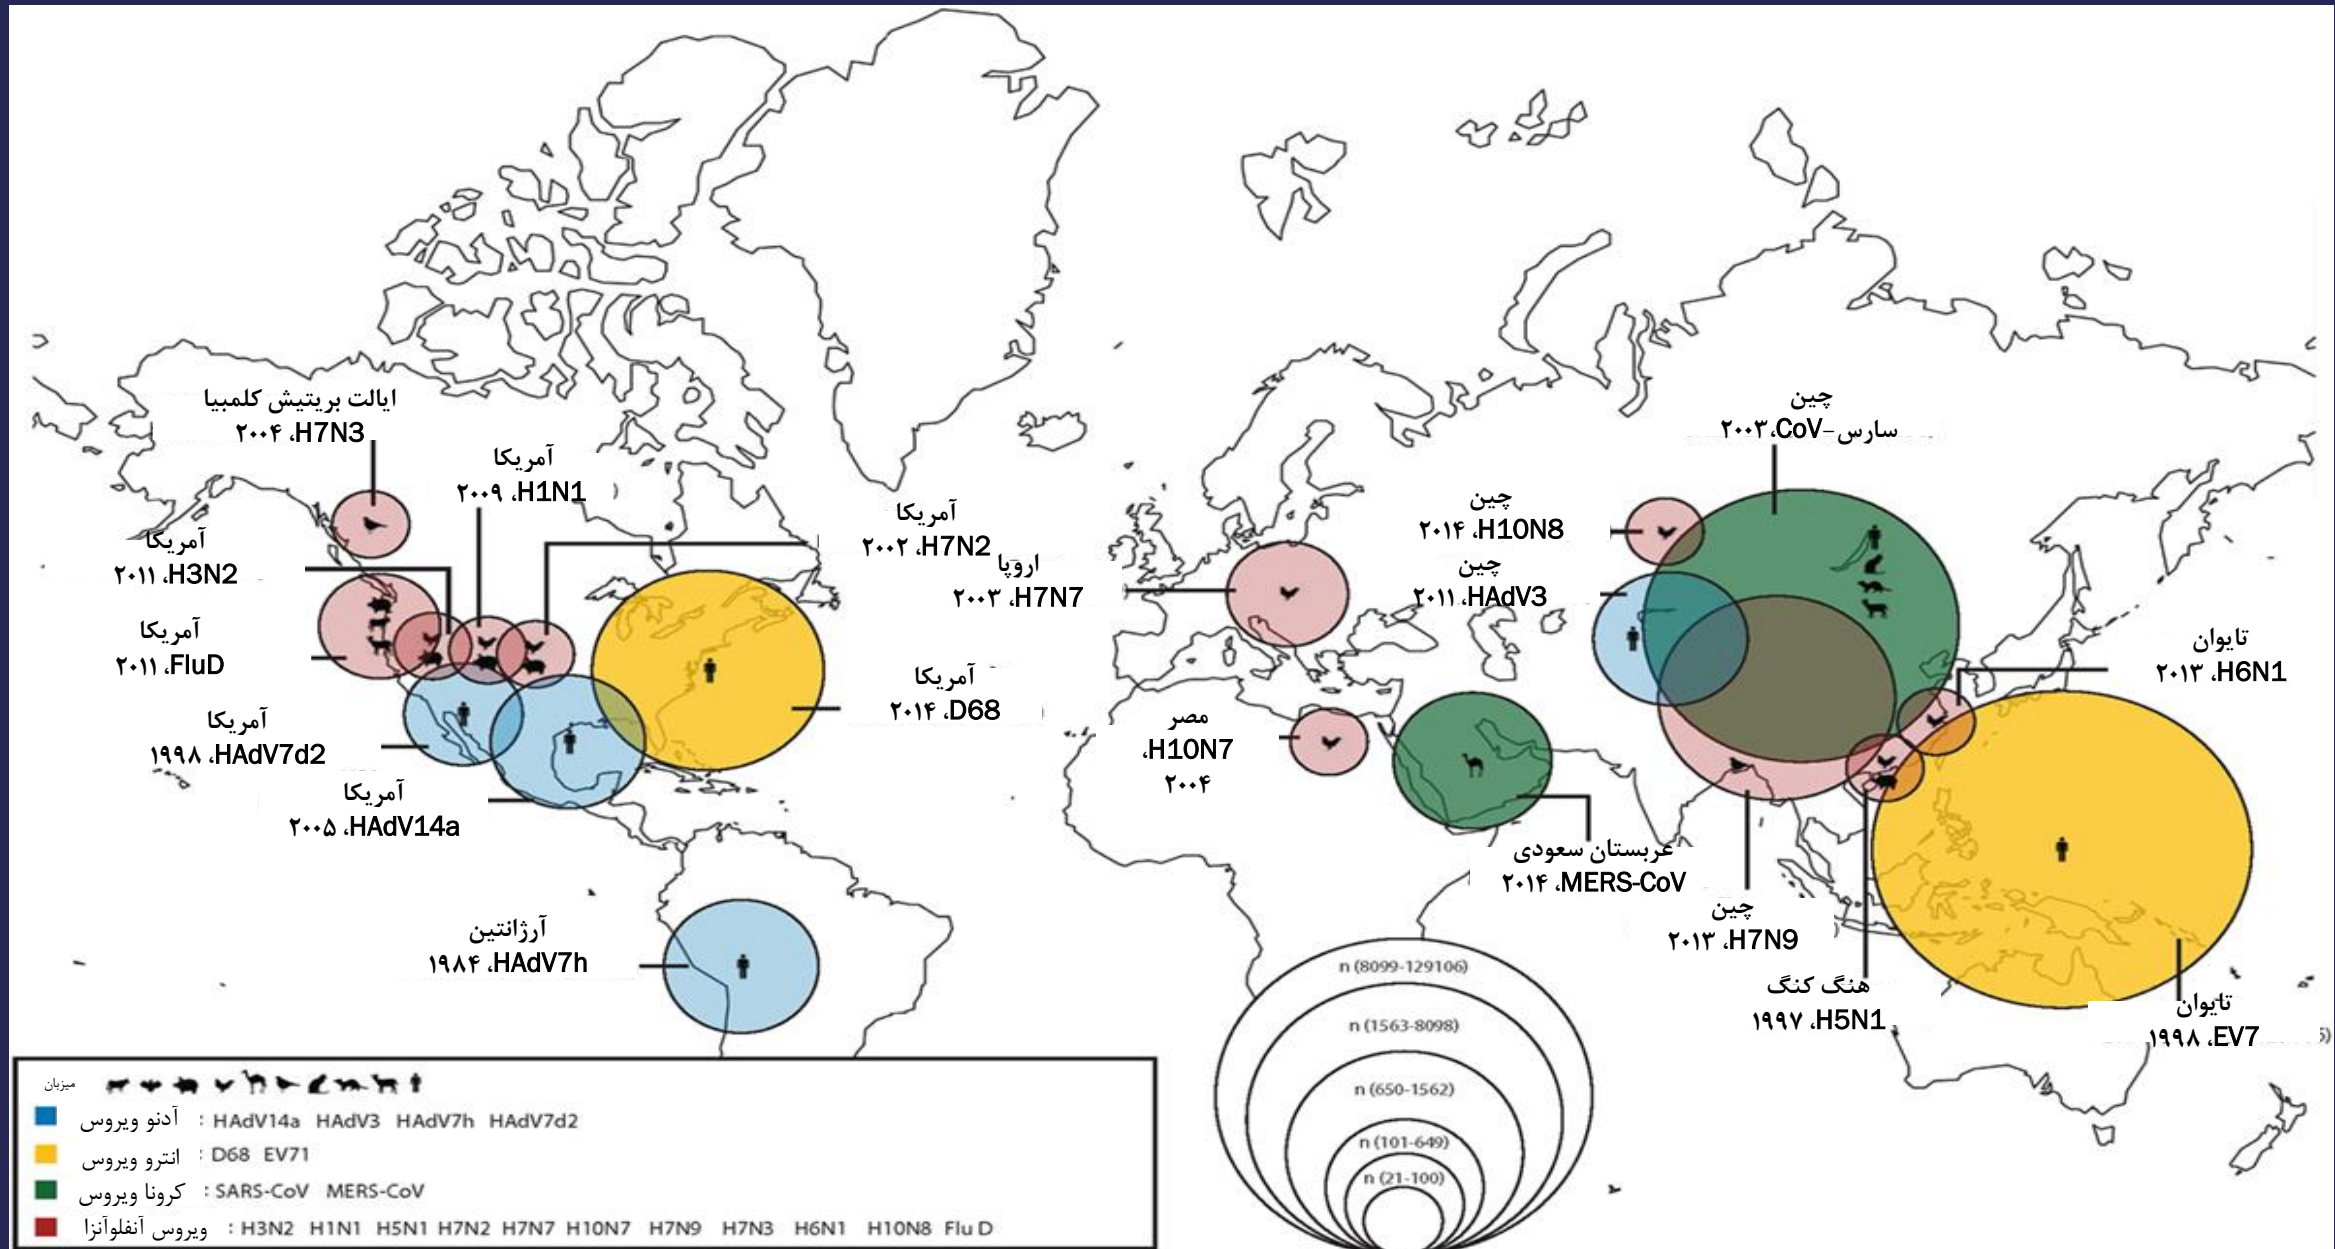 ایالت بریتیش کلمبیا
H7N3، ۲۰۰۴
آمریکا
H1N1، ۲۰۰۹
آمریکا
H3N2، ۲۰۱۱
آمریکا
H7N2، ۲۰۰۲
آمریکا
FluD، ۲۰۱۱
آمریکا
D68، ۲۰۱۴
آمریکا
HAdV7d2، ۱۹۹۸
آمریکا
HAdV14a، ۲۰۰۵
آرژانتین
HAdV7h، ۱۹۸۴
اروپا
H7N7، ۲۰۰۳
مصر
H10N7،
۲۰۰۴
چین
سارس-CoV،۲۰۰۳
چین
H10N8، ۲۰۱۴
چین
HAdV3،۲۰۱۱
تایوان
H6N1، ۲۰۱۳
عربستان سعودی
MERS-CoV، ۲۰۱۴
چین
H7N9، ۲۰۱۳
هنگ کنگ
H5N1، ۱۹۹۷
تایوان
EV7، ۱۹۹۸
n (8099-129106)
n (1563-8098)
n (650-1562)
n (101-649)
n (21-100)
میزبان
آدنو ویروس : HAdV14a HAdV3 HAdV7h HAdV7d2
انترو ویروس : D68 EV71
کرونا ویروس : SARS-CoV MERS-CoV
ویروس آنفلوآنزا : H3N2 H1N1 H5N1 H7N2 H7N7 H10N7 H7N9 H7N3 H6N1 H10N8 Flu D